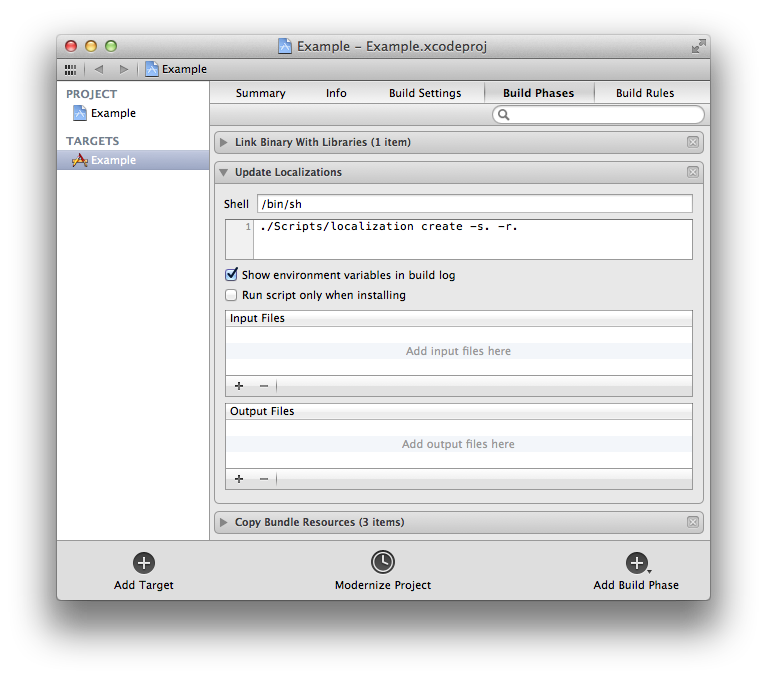 Example – Example.xcodeproj
Example
PROJECT
Example
TARGETS
Example
Summary Info Build Settings Build Phases Build Rules
Link Binary With Libraries (1 item)
Update Localizations
Shell /bin/sh
1 ./Scripts/localization create -s. -r.
Show environment variables in build log
Run script only when installing
Input Files
Add input files here
Output Files
Add output files here
Copy Bundle Resources (3 items)
Add Target Modernize Project Add Build Phase